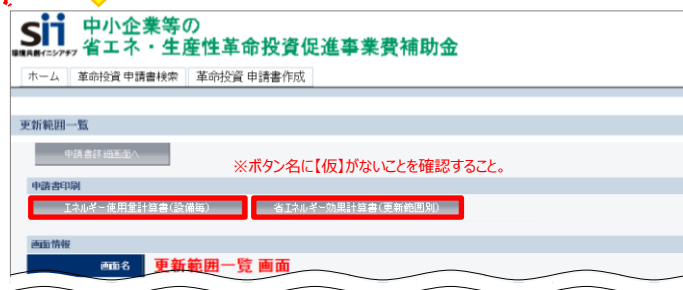 sii 中小企業等の
環境共創イニシアチブ 省エネ・生産性革命投資促進事業費補助金
ホーム 革命投資 申請書検索 革命投資 申請書作成
更新範囲一覧
申請書詳細画面へ
※ボタン名に【仮】がないことを確認すること。
申請書印刷
エネルギー使用量計算書(設備毎) 省エネルギー効果計算書(更新範囲別)
画面情報
画面名 更新範囲一覧 画面